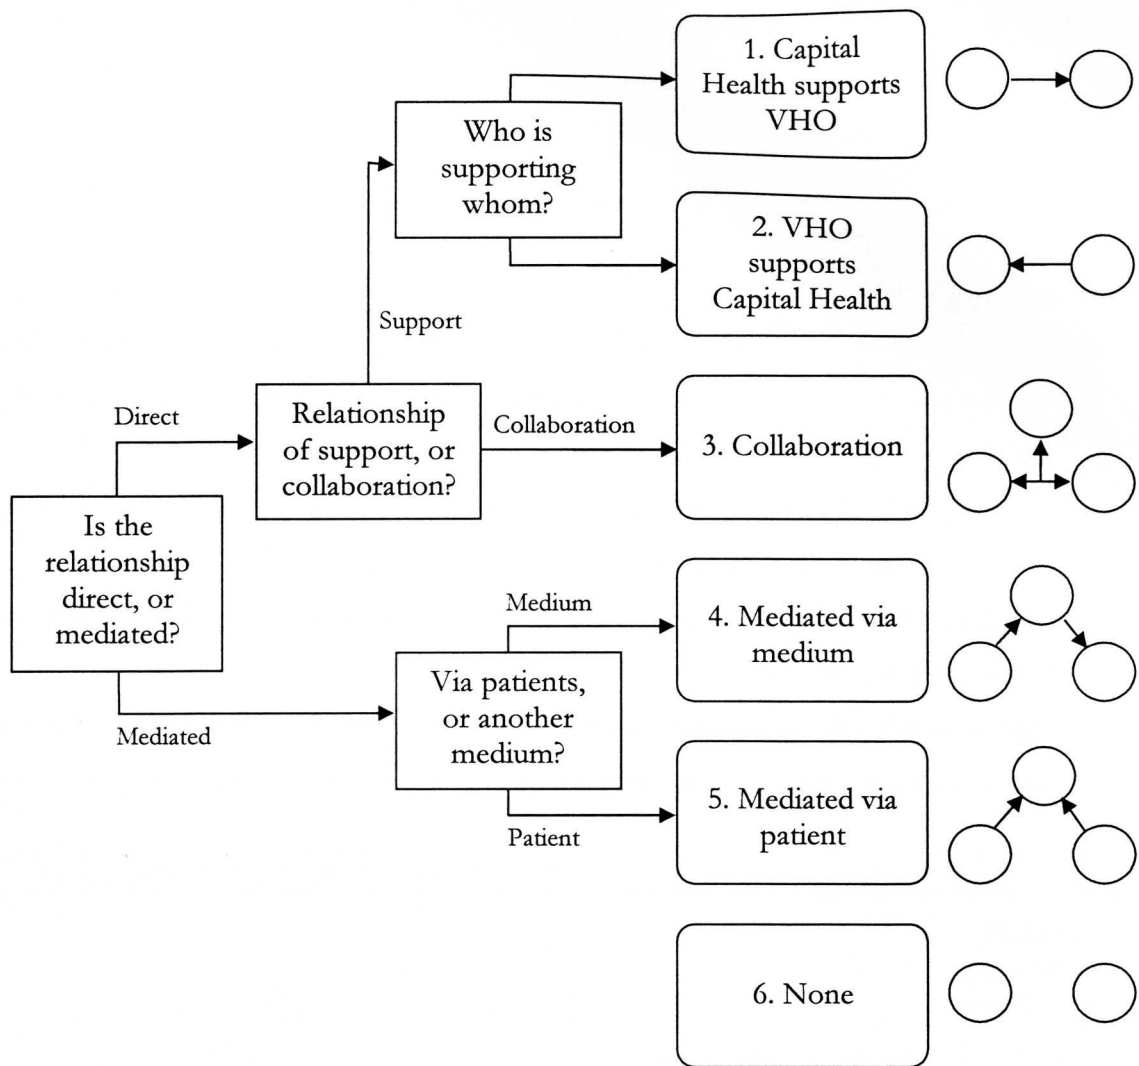 1. Capital
Health supports
VHO
Who is
supporting
whom?
2. VHO
supports
Capital Health
Support
Direct
Relationship
of support, or
collaboration?
Collaboration
3. Collaboration
Is the
relationship
direct, or
mediated?
Medium
4. Mediated via
medium
Via patients,
or another
medium?
Mediated
5. Mediated via
patient
Patient
6. None